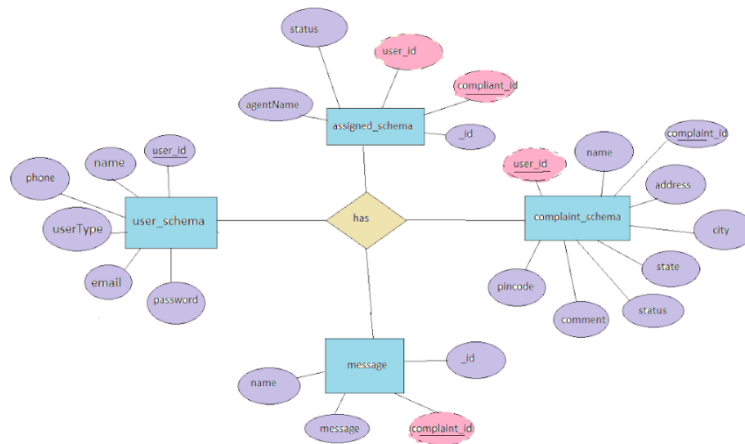 status
user_id
compliant_id
agentName
assigned_schema
_id
name
user_id
phone
user_schema
userType
email
password
has
user_id
name
complaint_id
address
complaint_schema
city
state
pincode
comment
status
message
_id
name
message
complaint_id